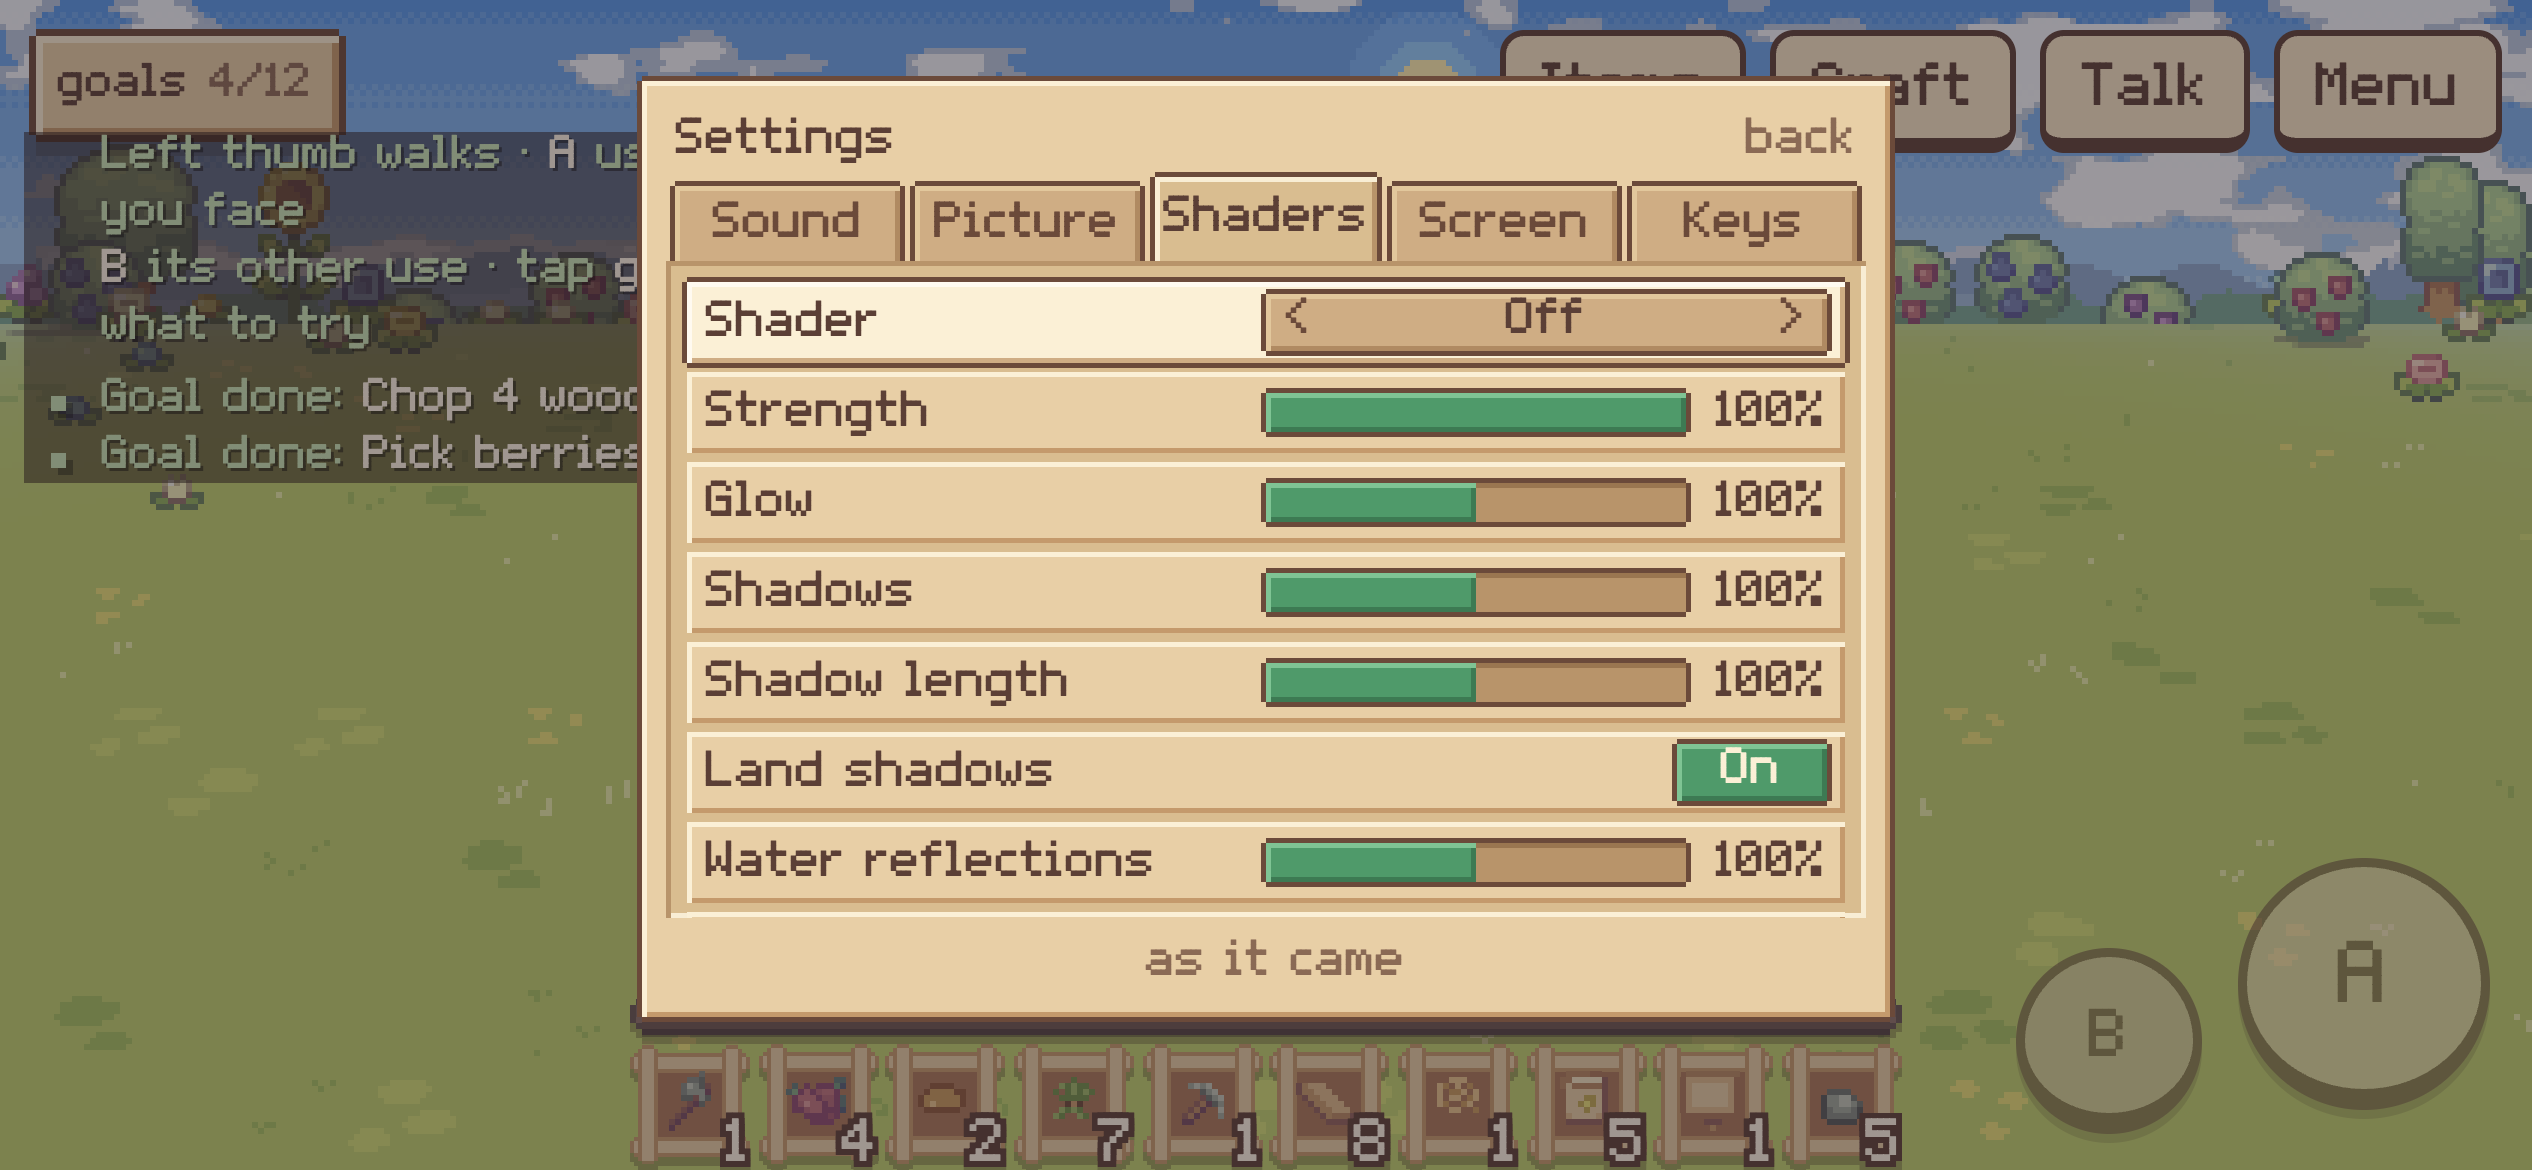 goals 4/12
Craft
Talk
Menu
Left thumb walks · A us
you face
B its other use · tap g
what to try
Goal done: Chop 4 wood
Goal done: Pick berries
Settings
back
Sound
Picture
Shaders
Screen
Keys
Shader
< Off >
Strength 100%
Glow 100%
Shadows 100%
Shadow length 100%
Land shadows On
Water reflections 100%
as it came
B
A
1 4 2 7 1 8 1 5 1 5